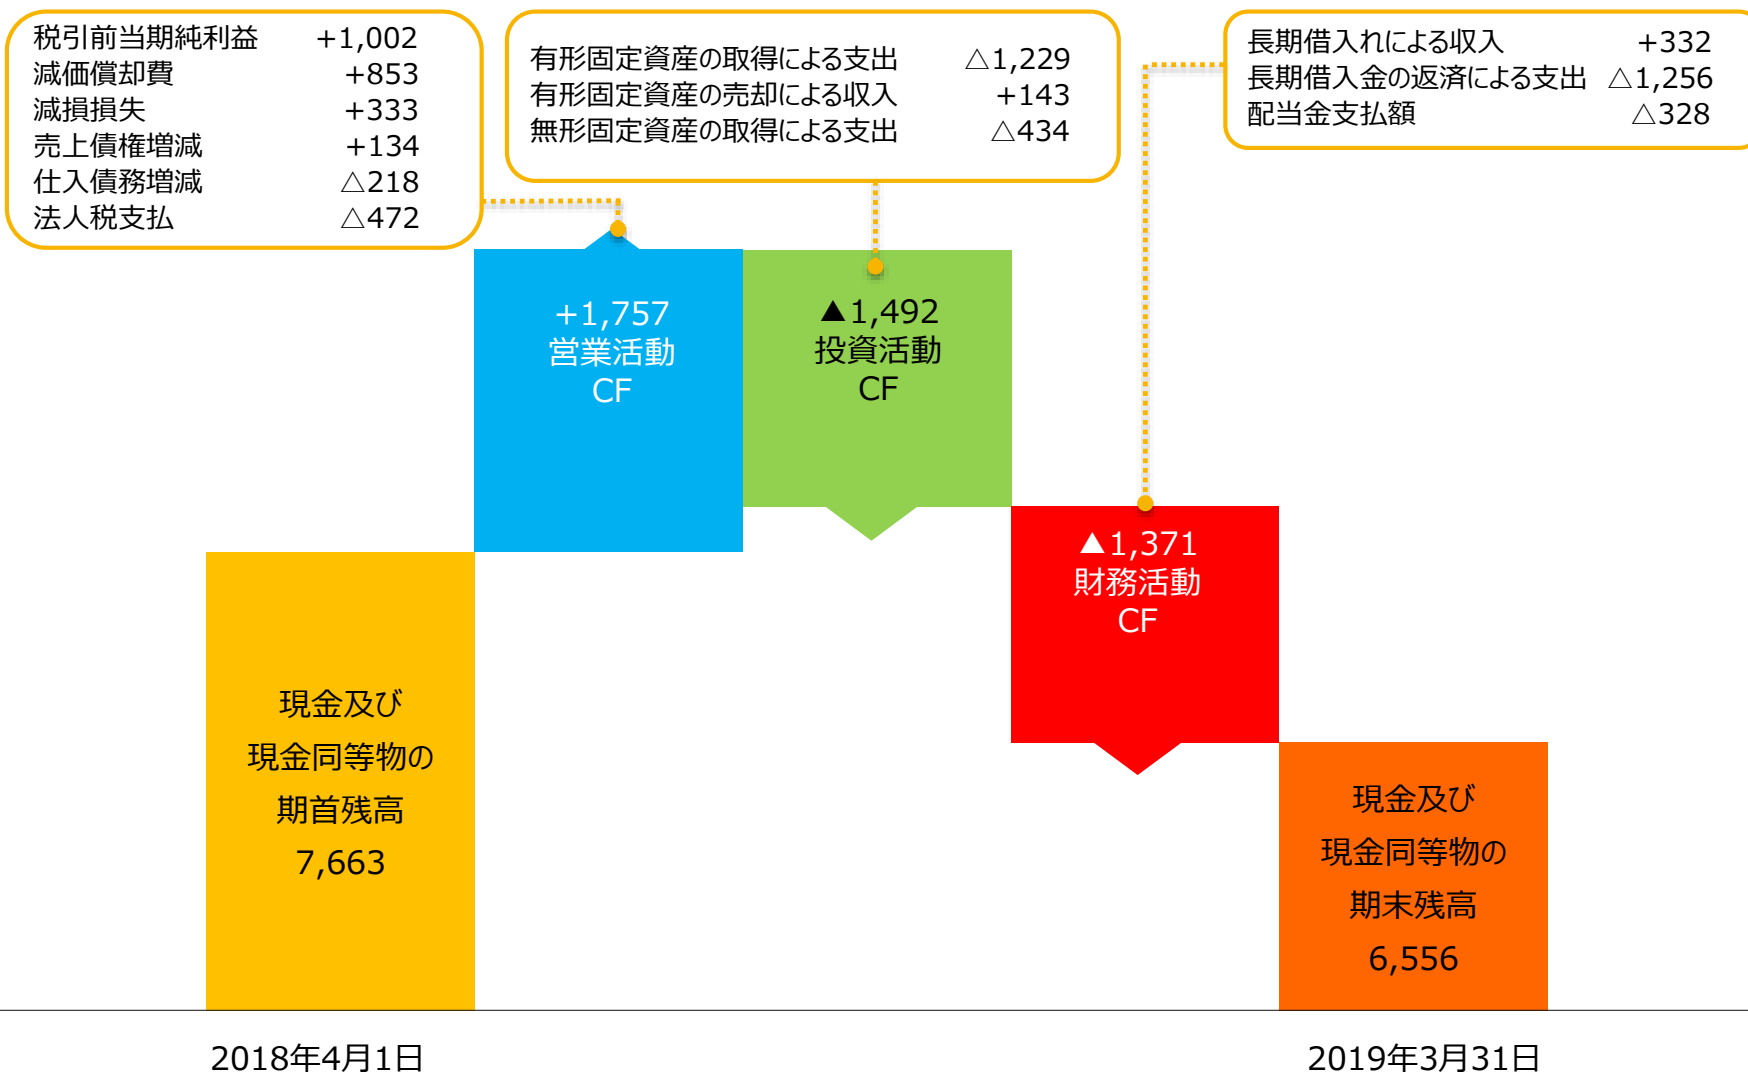 税引前当期純利益 +1,002
減価償却費 +853
減損損失 +333
売上債権増減 +134
仕入債務増減 △218
法人税支払 △472
有形固定資産の取得による支出 △1,229
有形固定資産の売却による収入 +143
無形固定資産の取得による支出 △434
長期借入れによる収入 +332
長期借入金の返済による支出 △1,256
配当金支払額 △328
+1,757
営業活動
CF
▲1,492
投資活動
CF
▲1,371
財務活動
CF
現金及び
現金同等物の
期首残高
7,663
現金及び
現金同等物の
期末残高
6,556
2018年4月1日
2019年3月31日